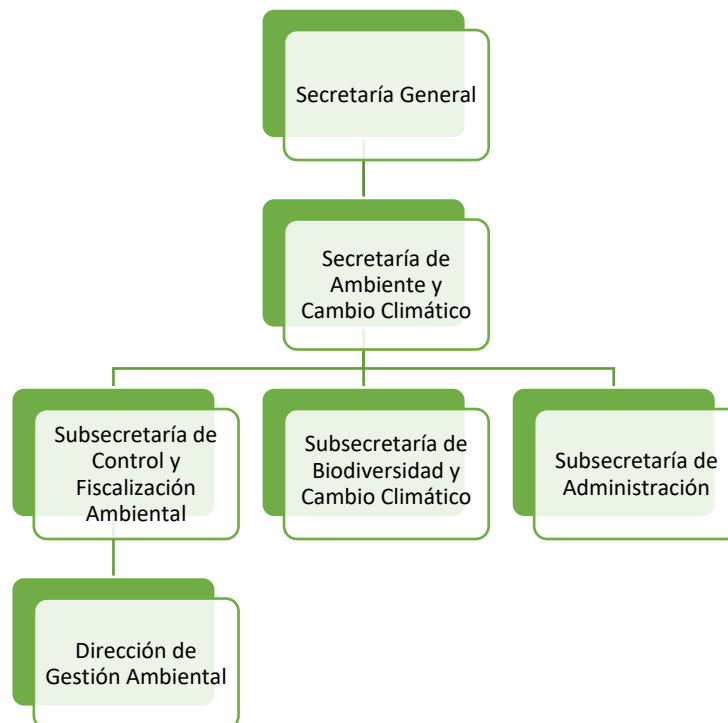 Secretaría General
Secretaría de
Ambiente y
Cambio Climático
Subsecretaría de
Control y
Fiscalización
Ambiental
Subsecretaría de
Biodiversidad y
Cambio Climático
Subsecretaría de
Administración
Dirección de
Gestión Ambiental